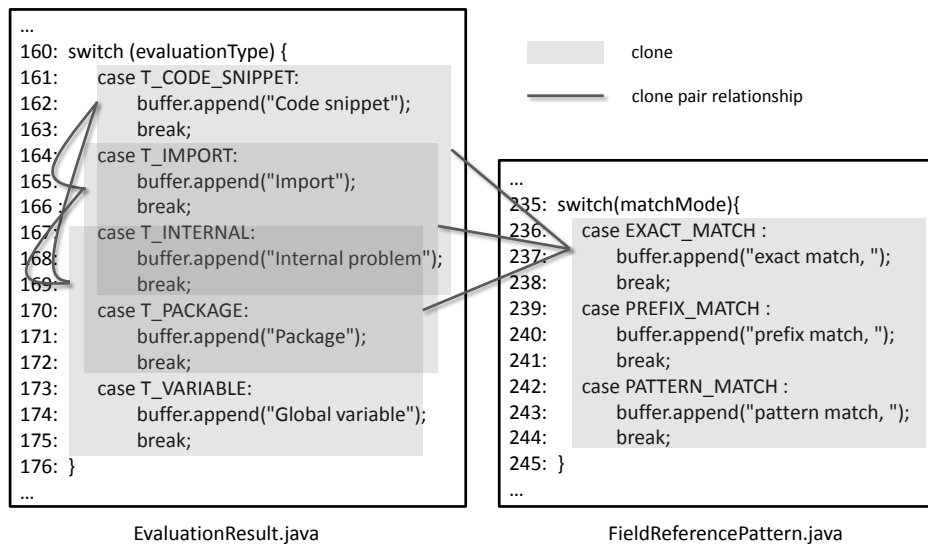 ...
160: switch (evaluationType) {
161: case T_CODE_SNIPPET:
162: buffer.append("Code snippet");
163: break;
164: case T_IMPORT:
165: buffer.append("Import");
166 : break;
167: case T_INTERNAL:
168: buffer.append("Internal problem");
169: break;
170: case T_PACKAGE:
171: buffer.append("Package");
172: break;
173: case T_VARIABLE:
174: buffer.append("Global variable");
175: break;
176: }
...
EvaluationResult.java
clone
clone pair relationship
...
235: switch(matchMode){
236: case EXACT_MATCH :
237: buffer.append("exact match, ");
238: break;
239: case PREFIX_MATCH :
240: buffer.append("prefix match, ");
241: break;
242: case PATTERN_MATCH :
243: buffer.append("pattern match, ");
244: break;
245: }
...
FieldReferencePattern.java